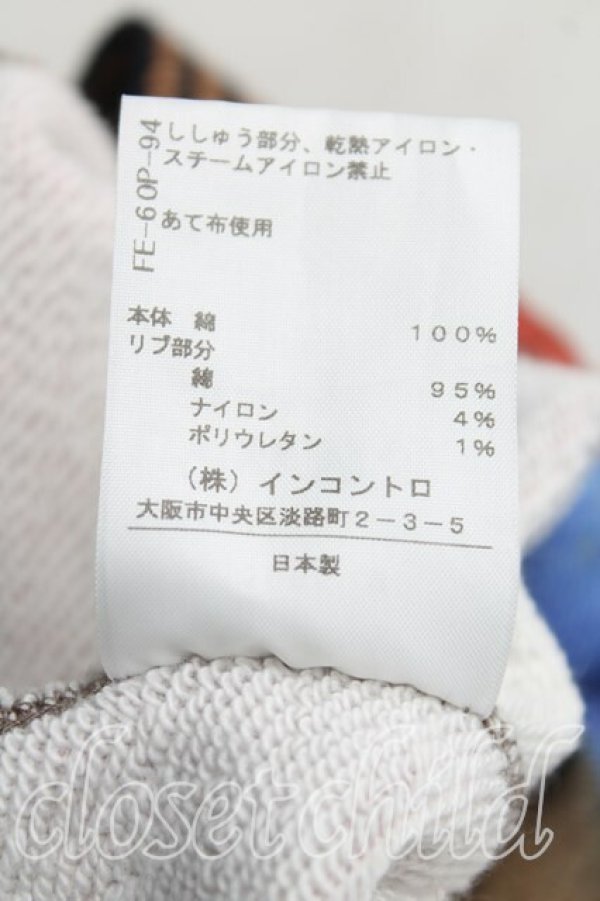 FE-60P-94
ししゅう部分、乾熱アイロン・
スチームアイロン禁止
あて布使用
本体 綿 100%
リブ部分
綿 95%
ナイロン 4%
ポリウレタン 1%
（株）インコントロ
大阪市中央区淡路町2-3-5
日本製
closet child